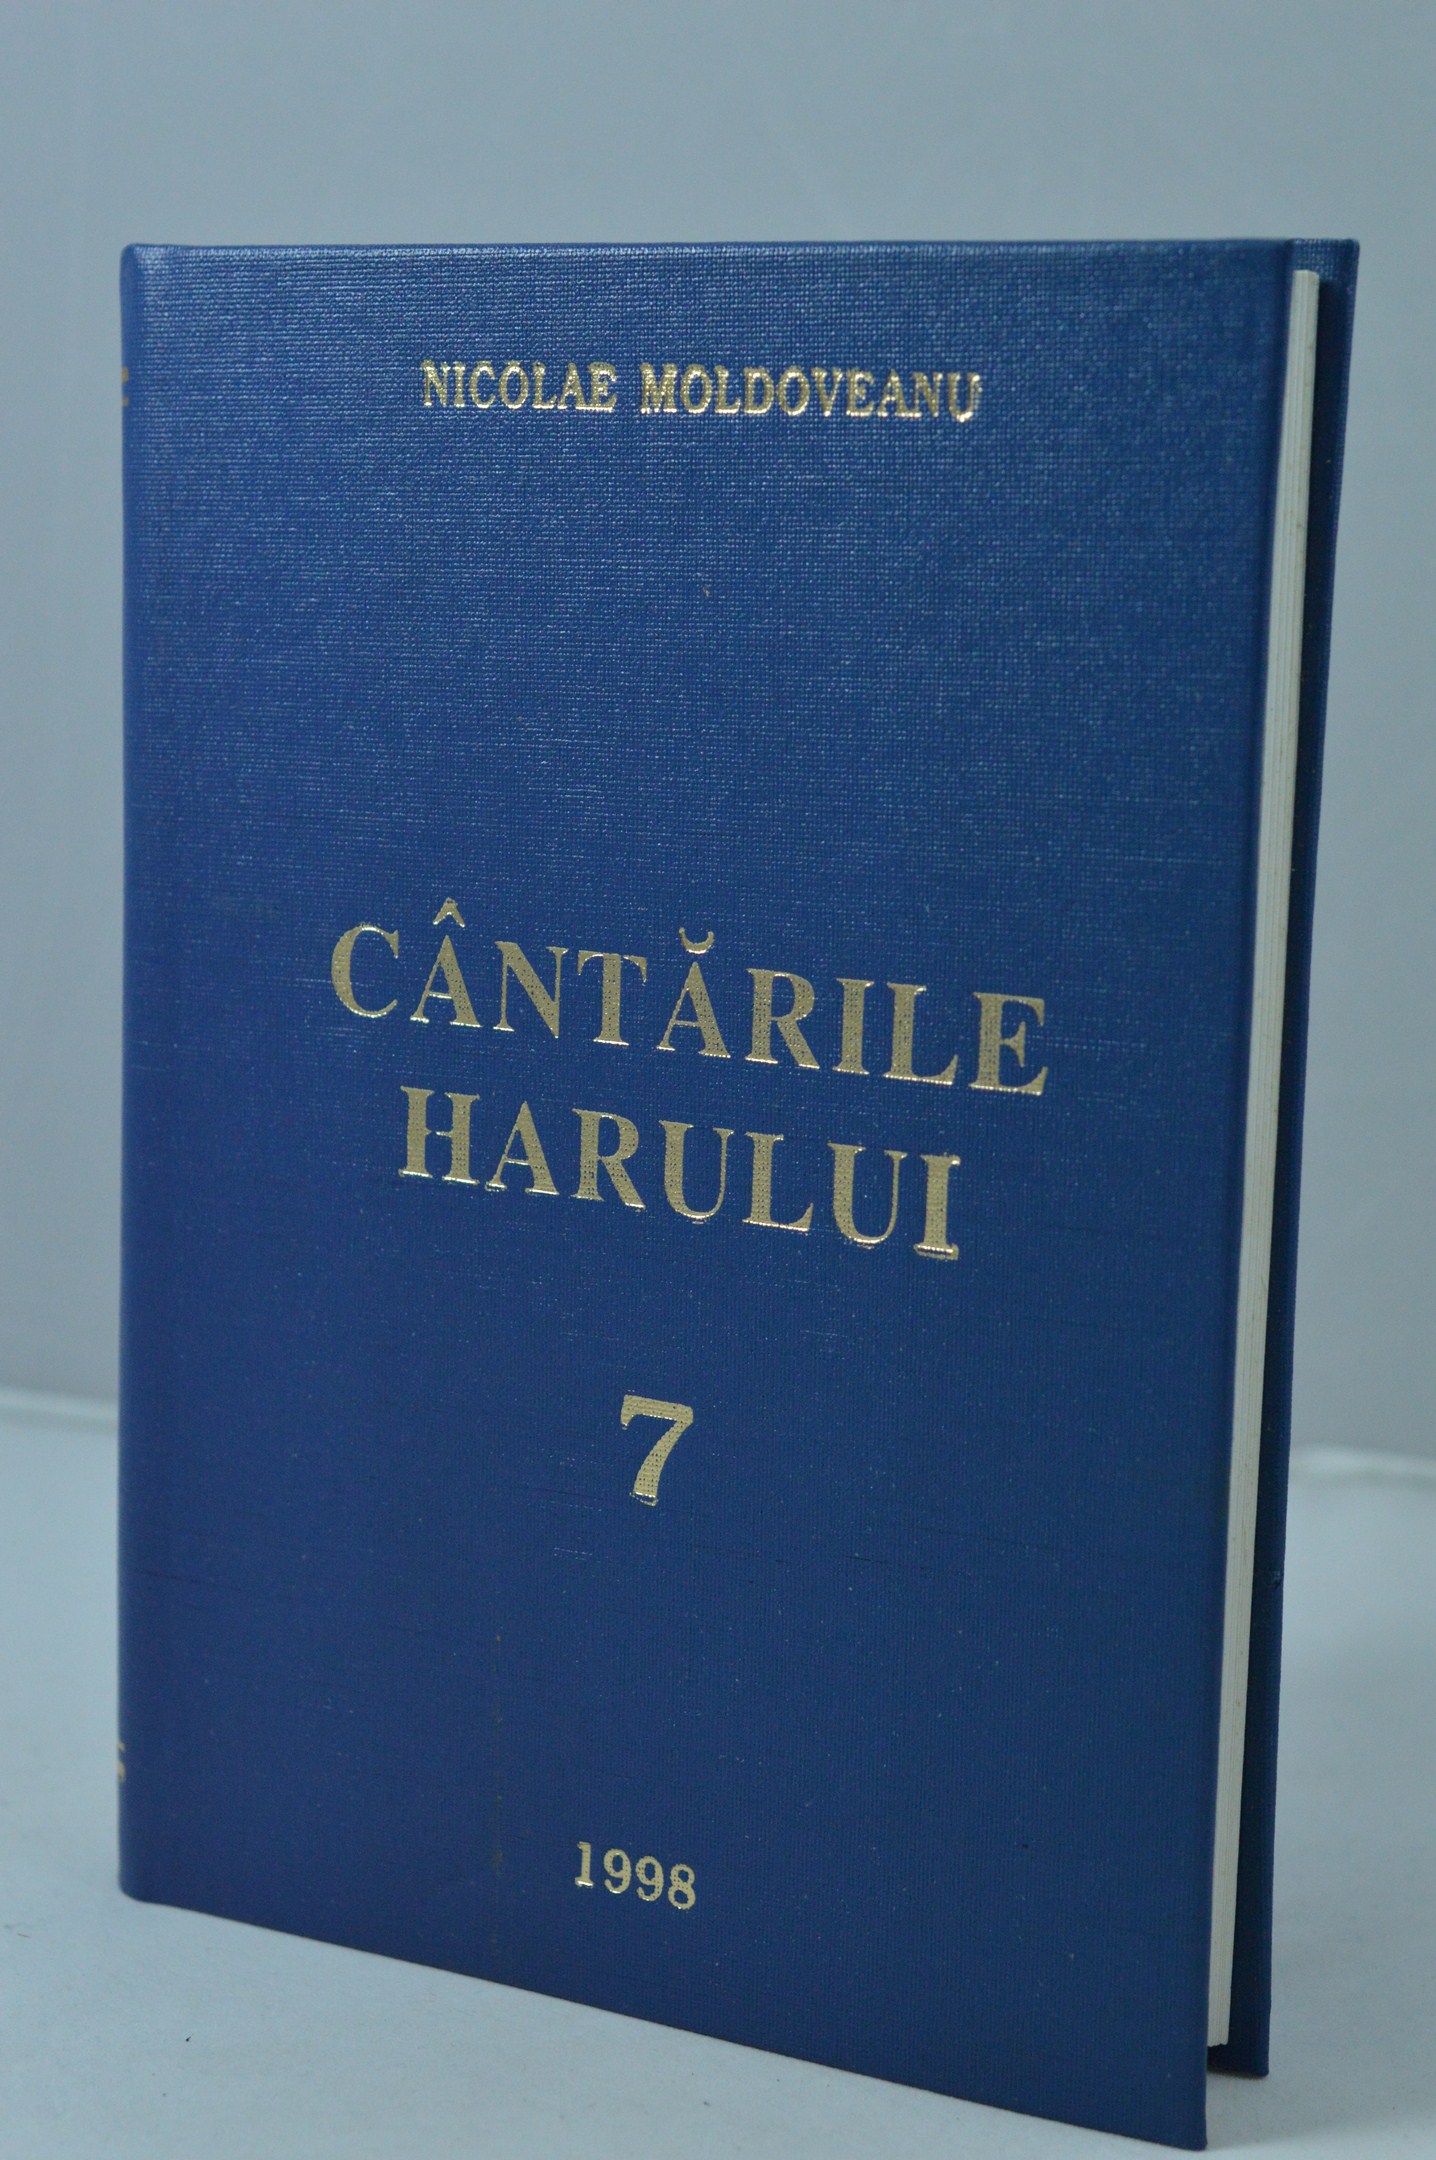 NICOLAE MOLDOVEANU
CÂNTĂRILE
HARULUI
7
1998